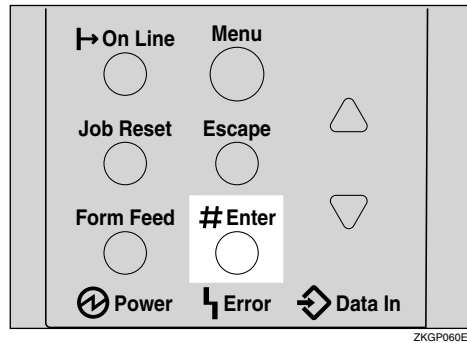 On Line Menu
Job Reset Escape
Form Feed # Enter
Power Error Data In
ZKGP060E